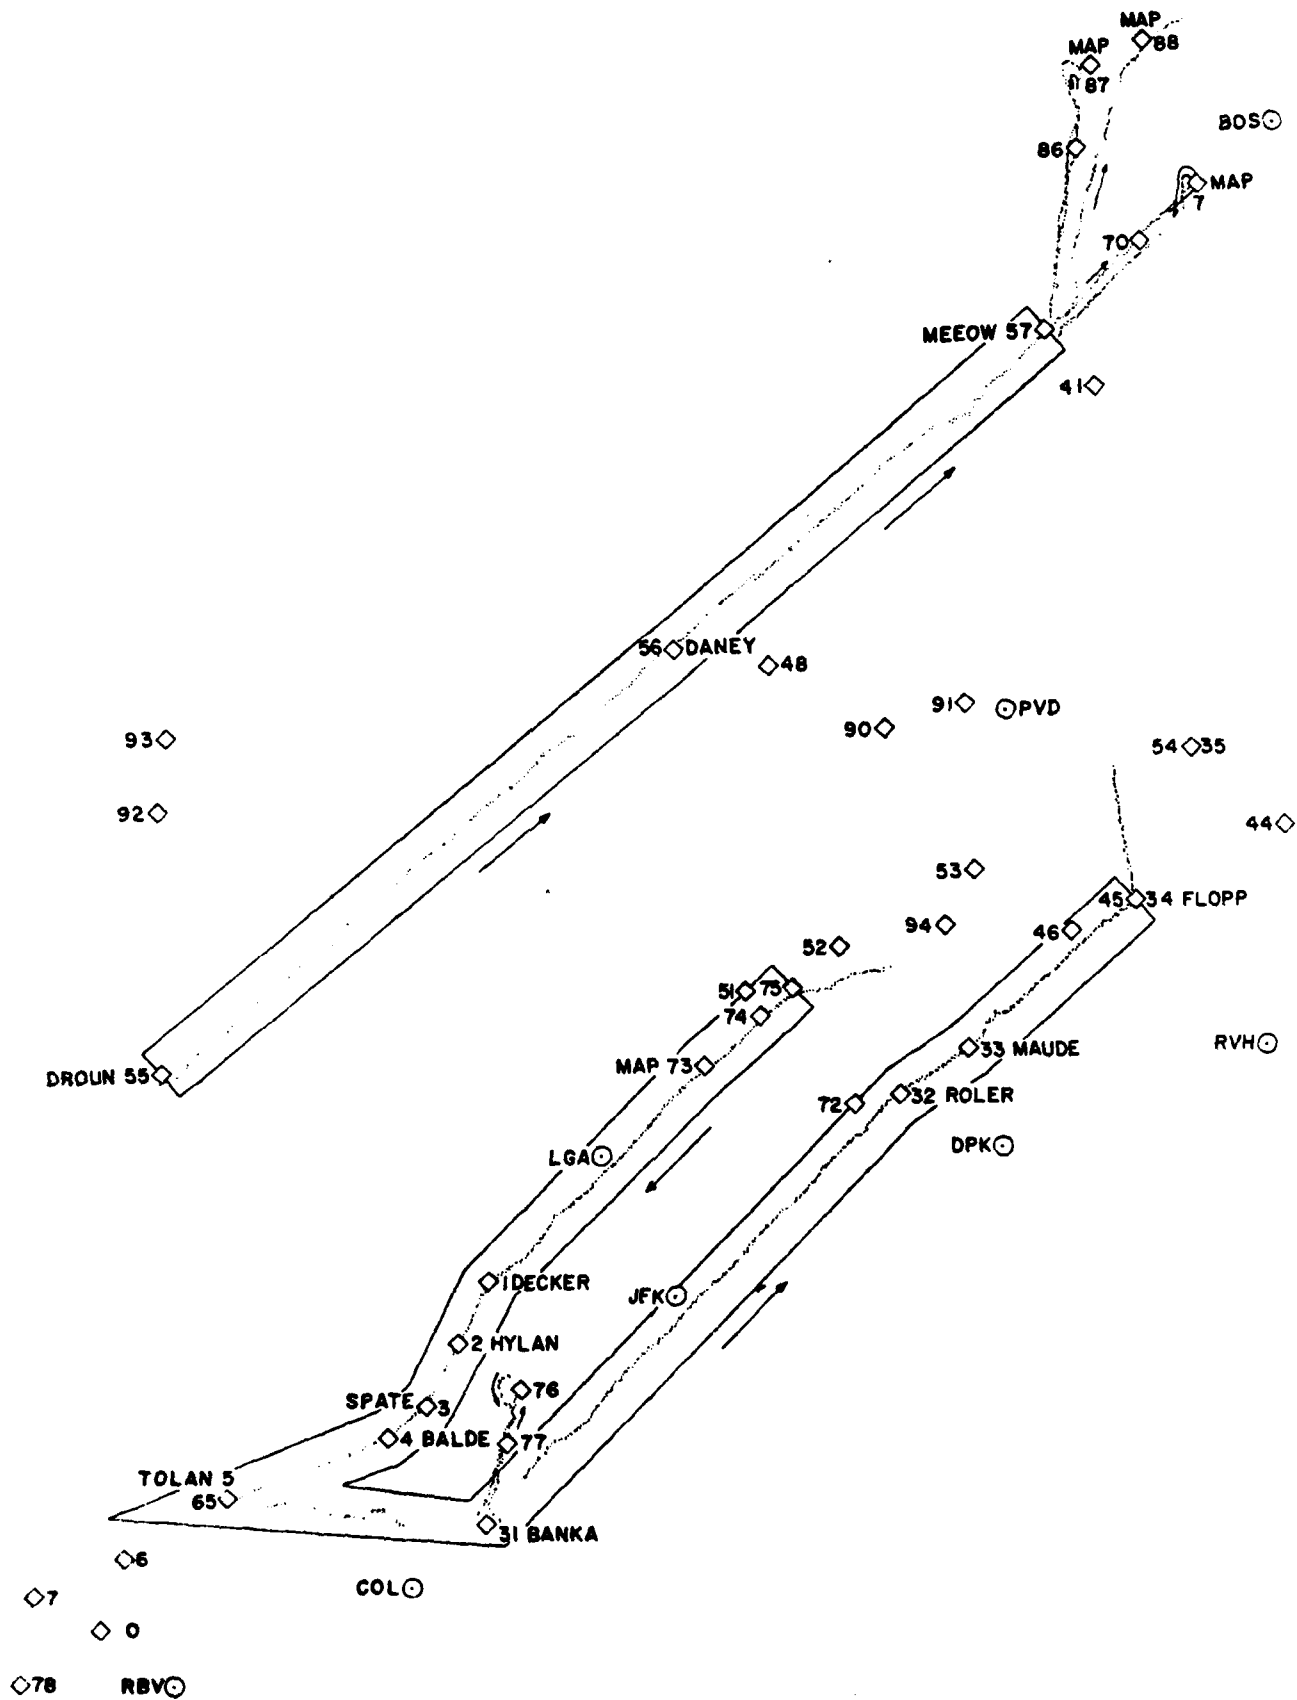 MAP
88
MAP
87
BOS
86
MAP
7
70
MEEOW 57
41
56 DANEY
48
91
PVD
90
93
54 35
92
44
53
45 34 FLOPP
94
46
52
51 75
74
33 MAUDE
RVH
MAP 73
DROUN 55
32 ROLER
72
DPK
LGA
1 DECKER
JFK
2 HYLAN
76
SPATE 3
4 BALDE
77
TOLAN 5
65
31 BANKA
6
COL
7
0
78
RBV